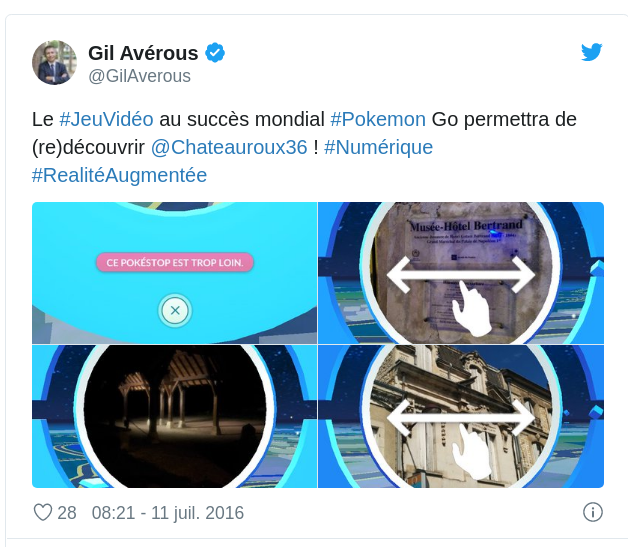 Gil Avérous
@GilAverous
Le #JeuVidéo au succès mondial #Pokemon Go permettra de
(re)découvrir @Chateauroux36 ! #Numérique
#RealitéAugmentée
CE POKÉSTOP EST TROP LOIN.
Musée-Hôtel Bertrand
28 08:21 - 11 juil. 2016